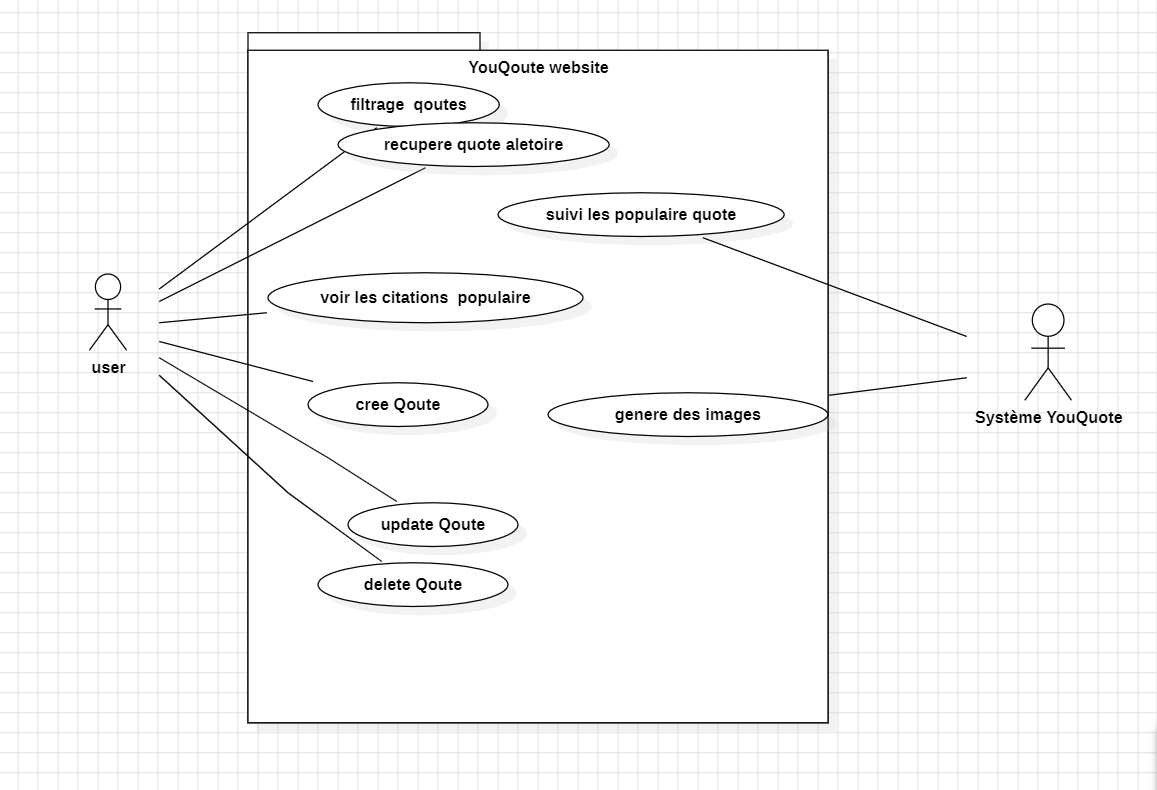 YouQoute website
filtrage  qoutes
recupere quote aletoire
suivi les populaire quote
voir les citations  populaire
user
cree Qoute
genere des images
Système YouQuote
update Qoute
delete Qoute